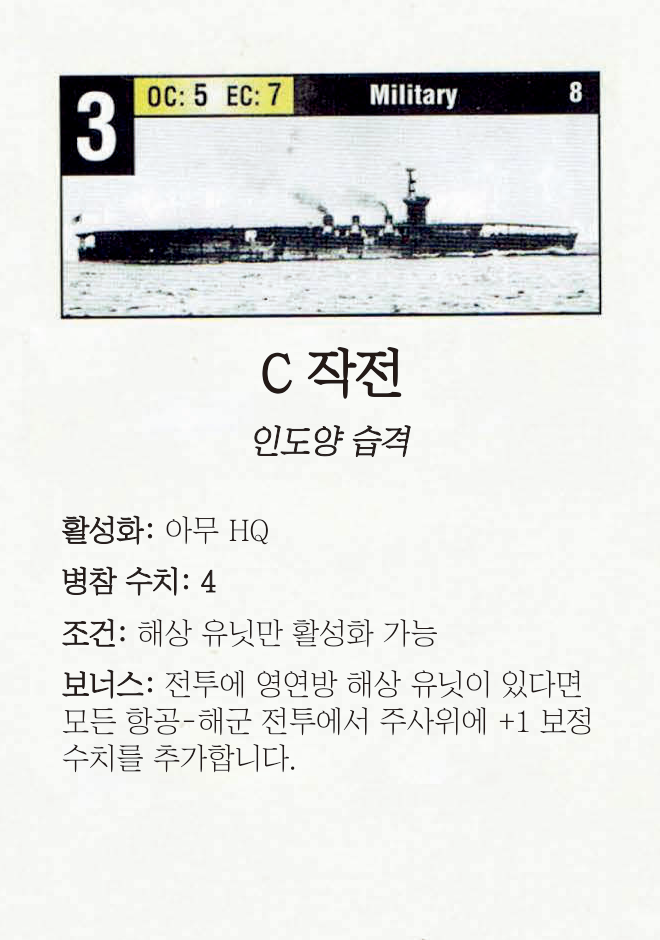 3 OC: 5 EC: 7 Military 8
C 작전
인도양 습격
활성화: 아무 HQ
병참 수치: 4
조건: 해상 유닛만 활성화 가능
보너스: 전투에 영연방 해상 유닛이 있다면
모든 항공-해군 전투에서 주사위에 +1 보정
수치를 추가합니다.